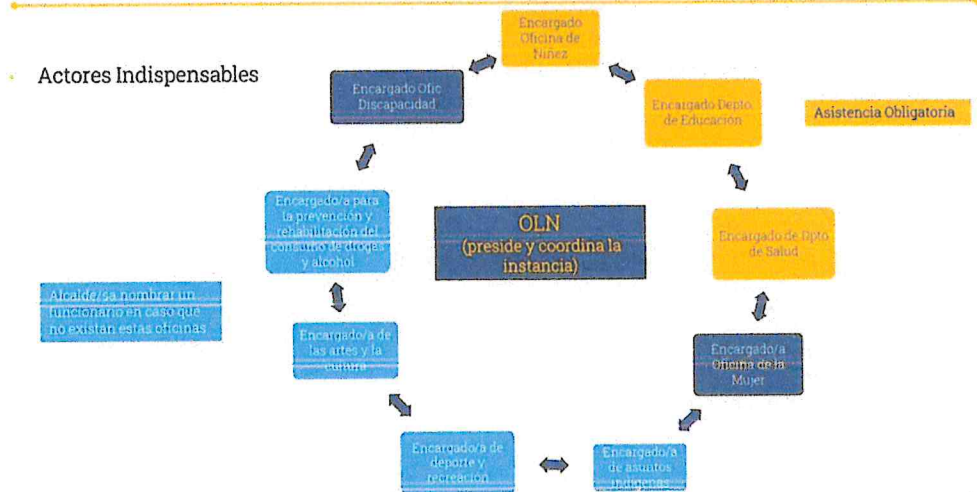 Actores Indispensables
Encargado
Oficina de
Niñez
Encargado Ofic
Discapacidad
Encargado Depto.
de Educación
Asistencia Obligatoria
Encargado/a para
la prevención y
rehabilitación del
consumo de drogas
y alcohol
OLN
(preside y coordina la
instancia)
Encargado de Dpto
de Salud
Alcalde/sa nombrar un
funcionario en caso que
no existan estas oficinas
Encargado/a de
las artes y la
cultura
Encargado/a
Oficina de la
Mujer
Encargado/a de
deporte y
recreación
Encargado/a
de asuntos
indígenas